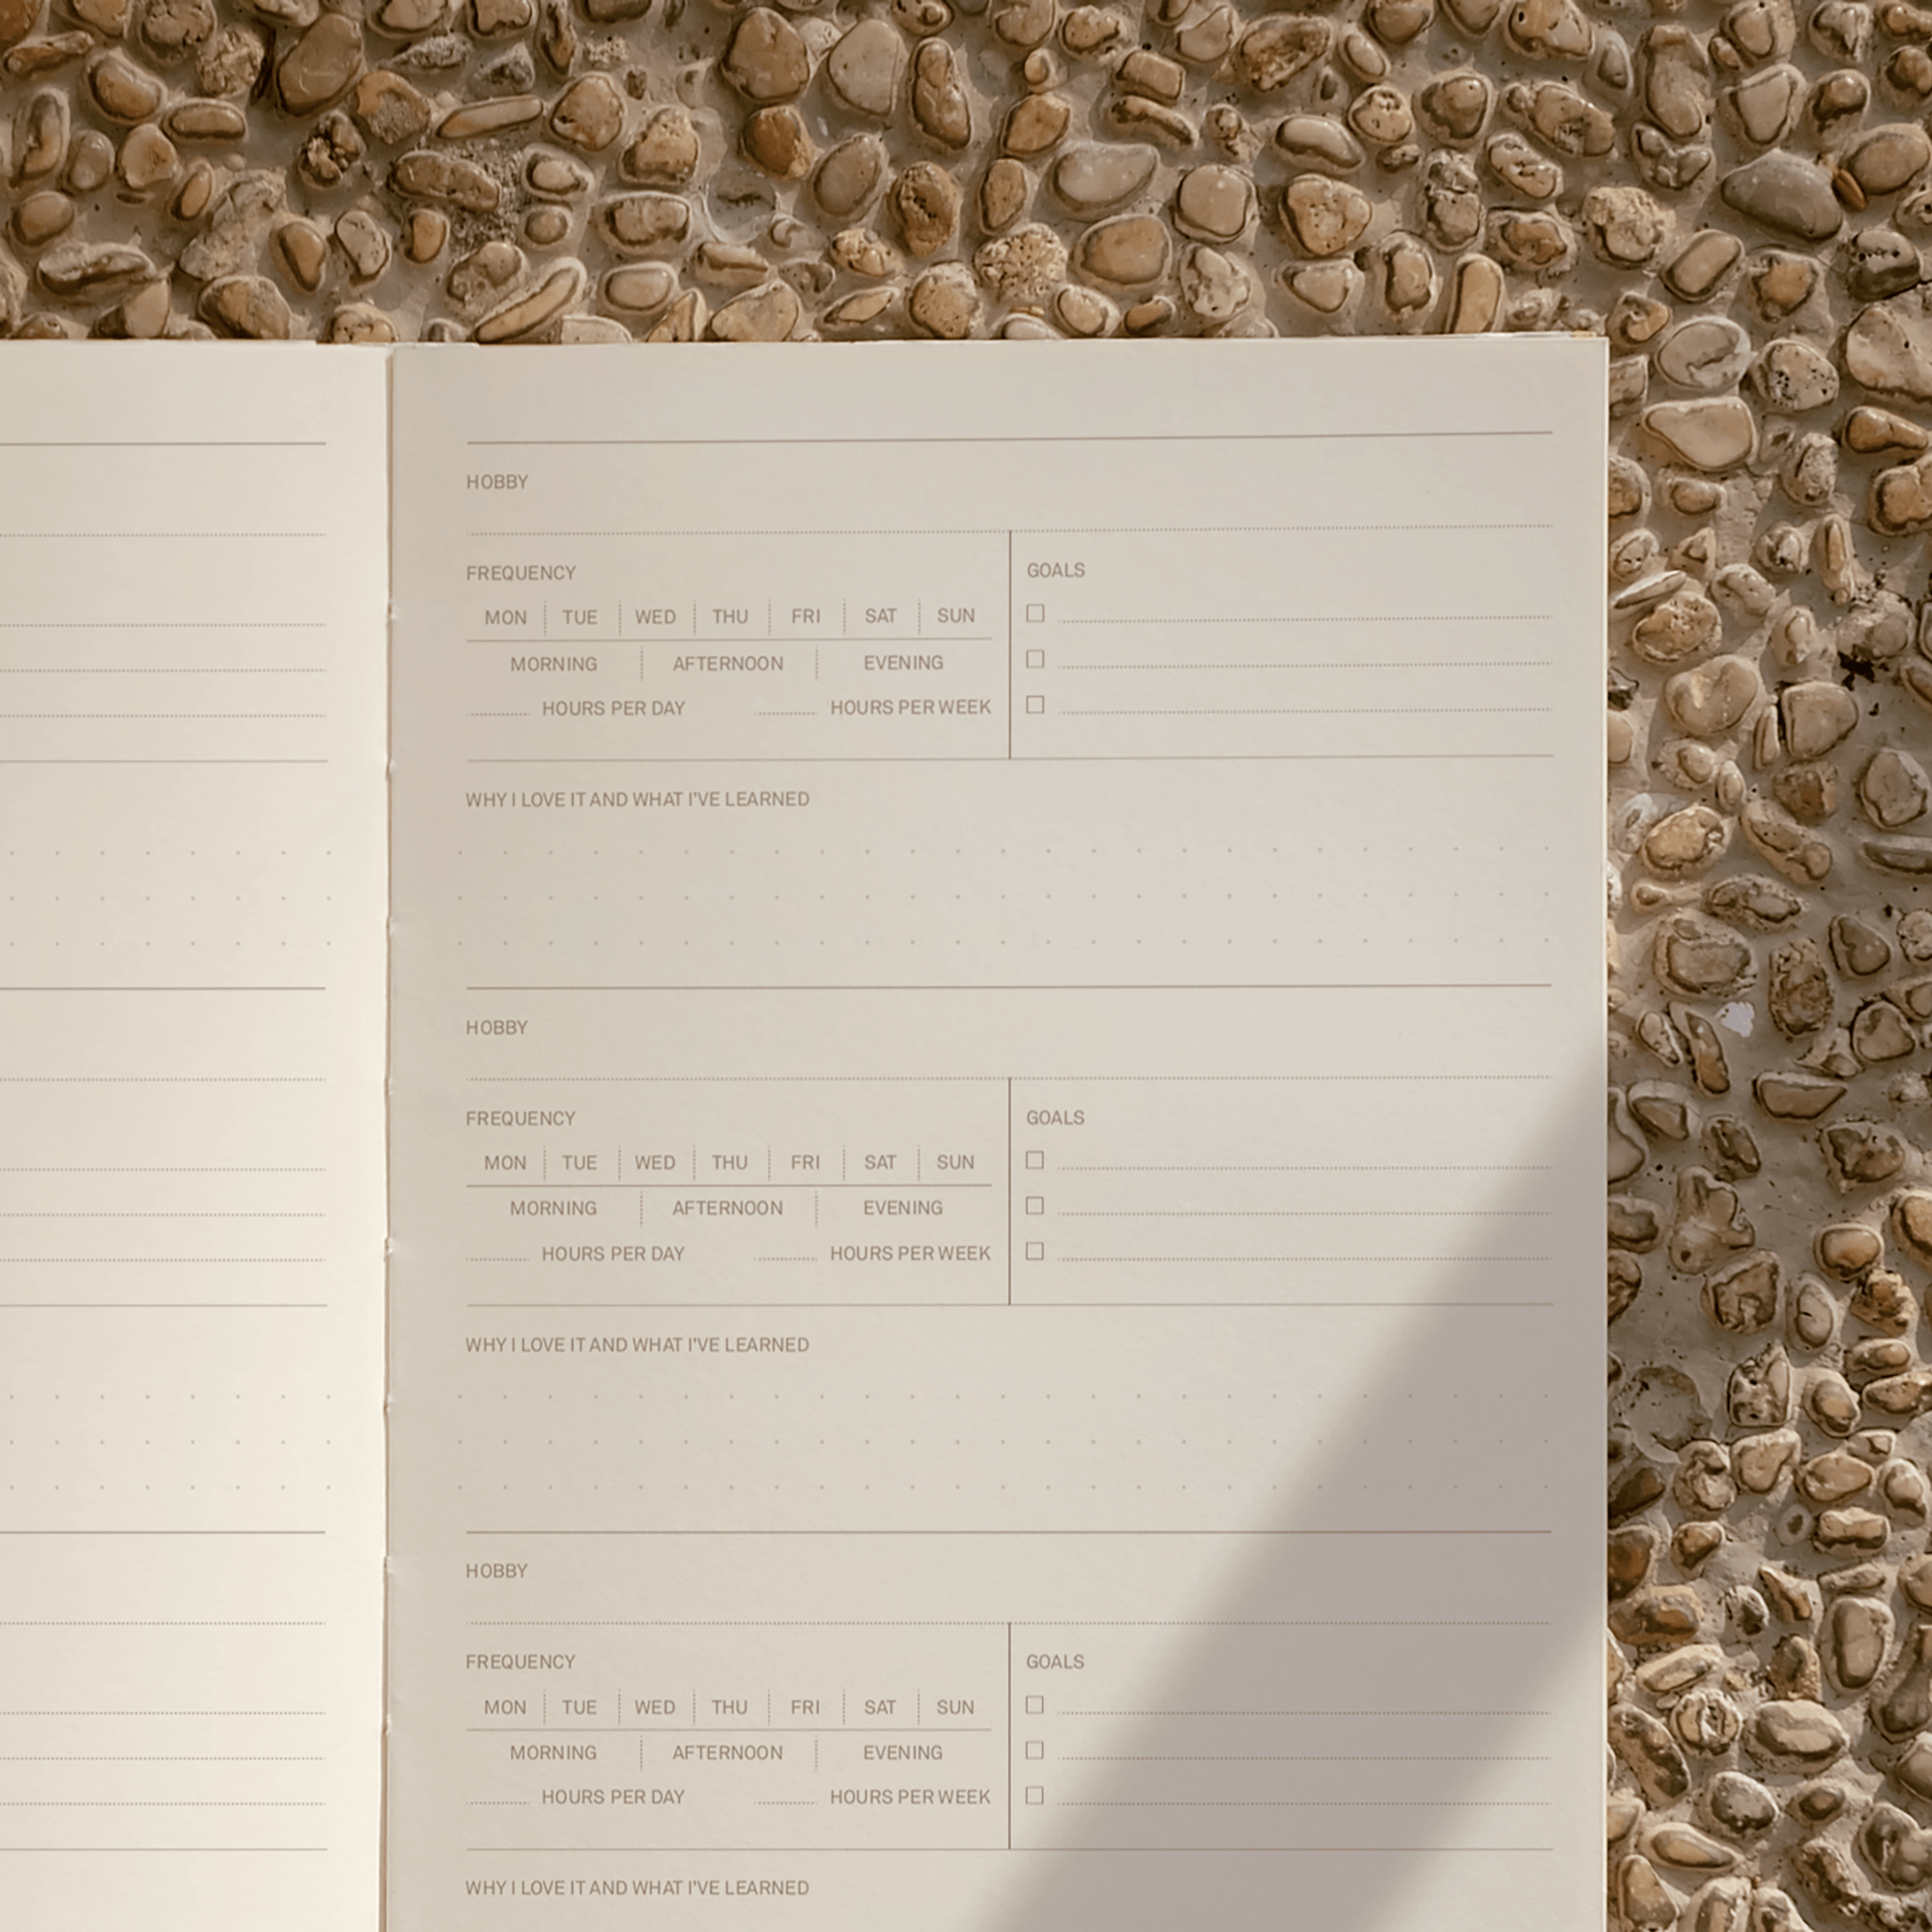 HOBBY
FREQUENCY
GOALS
MON TUE WED THU FRI SAT SUN
MORNING AFTERNOON EVENING
HOURS PER DAY HOURS PER WEEK
WHY I LOVE IT AND WHAT I'VE LEARNED
HOBBY
FREQUENCY
GOALS
MON TUE WED THU FRI SAT SUN
MORNING AFTERNOON EVENING
HOURS PER DAY HOURS PER WEEK
WHY I LOVE IT AND WHAT I'VE LEARNED
HOBBY
FREQUENCY
GOALS
MON TUE WED THU FRI SAT SUN
MORNING AFTERNOON EVENING
HOURS PER DAY HOURS PER WEEK
WHY I LOVE IT AND WHAT I'VE LEARNED